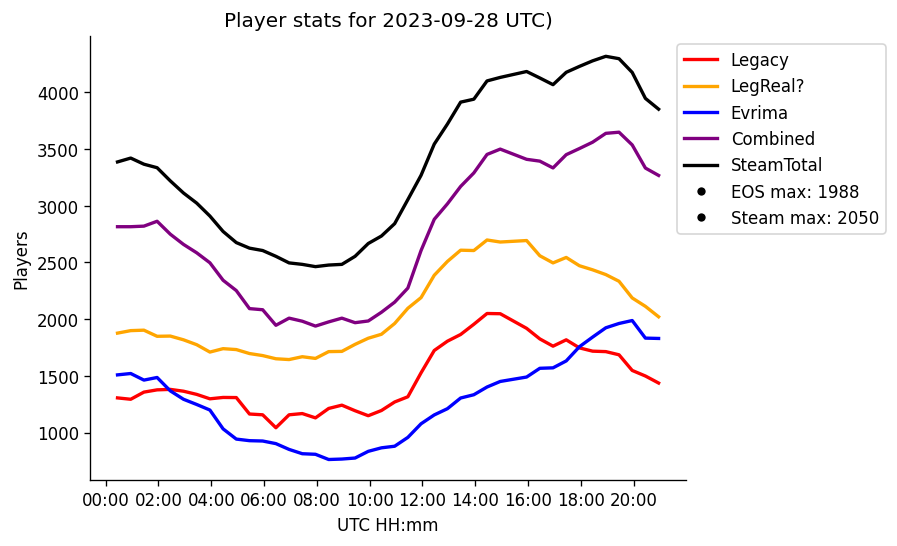 Player stats for 2023-09-28 UTC)
Legacy
LegReal?
Evrima
Combined
SteamTotal
EOS max: 1988
Steam max: 2050
Players
4000
3500
3000
2500
2000
1500
1000
00:00 02:00 04:00 06:00 08:00 10:00 12:00 14:00 16:00 18:00 20:00
UTC HH:mm